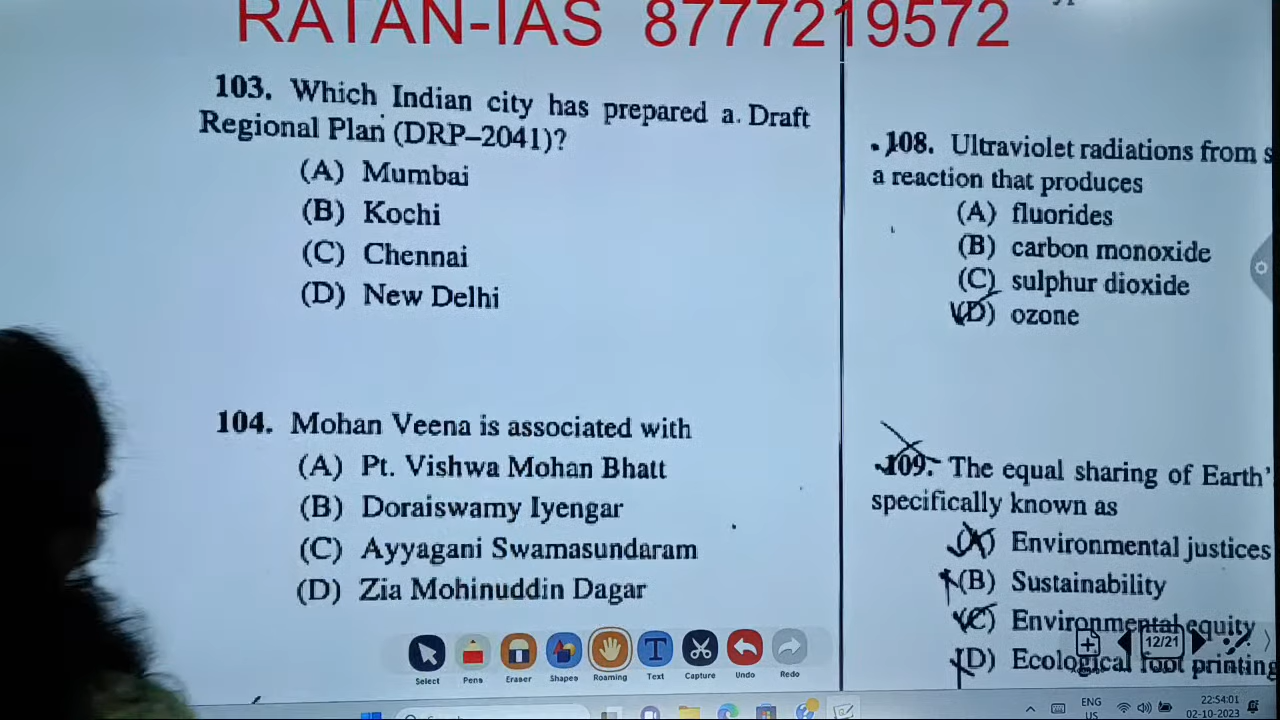 RATAN-IAS 8777219572
103. Which Indian city has prepared a. Draft
Regional Plan (DRP–2041)?
(A) Mumbai
(B) Kochi
(C) Chennai
(D) New Delhi
104. Mohan Veena is associated with
(A) Pt. Vishwa Mohan Bhatt
(B) Doraiswamy Iyengar
(C) Ayyagani Swamasundaram
(D) Zia Mohinuddin Dagar
108. Ultraviolet radiations from s
a reaction that produces
(A) fluorides
(B) carbon monoxide
(C) sulphur dioxide
(D) ozone
109. The equal sharing of Earth'
specifically known as
(A) Environmental justices
(B) Sustainability
(C) Environmental equity
(D) Ecological foot printing
12/21
Select Pens Eraser Shapes Roaming Text Capture Undo Redo
ENG
US
22:54:01
02-10-2023